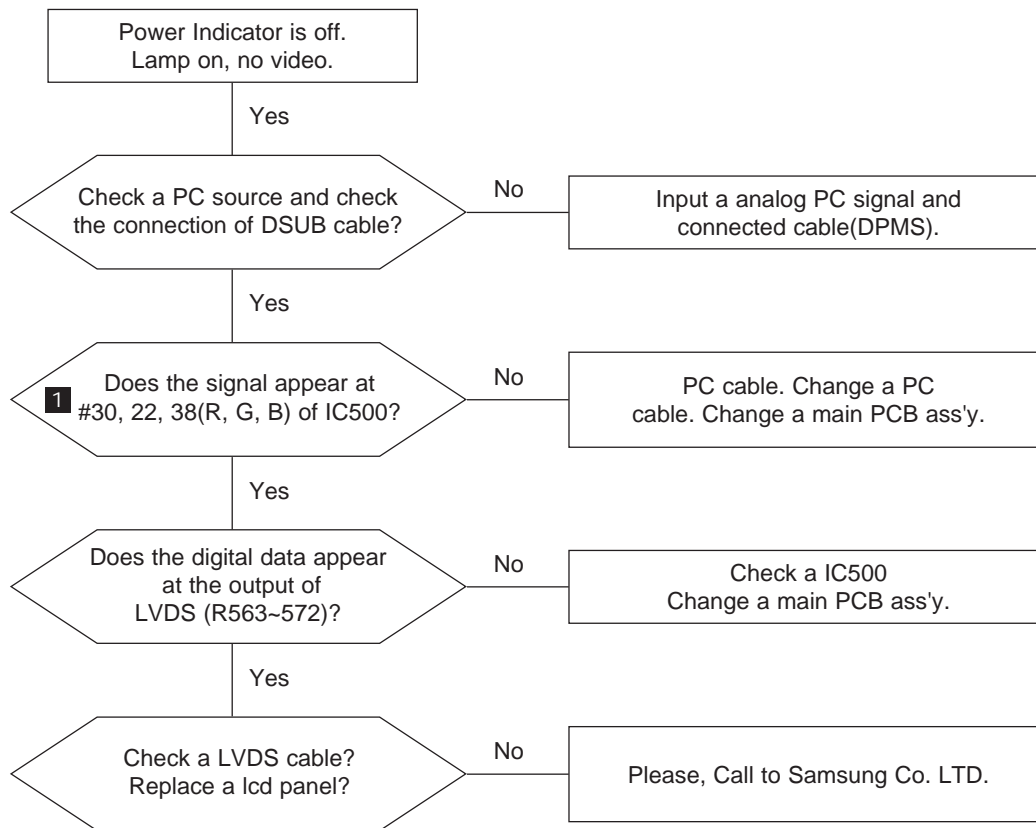 Power Indicator is off.
Lamp on, no video.
Yes
Check a PC source and check
the connection of DSUB cable?
No
Input a analog PC signal and
connected cable(DPMS).
Yes
1
Does the signal appear at
#30, 22, 38(R, G, B) of IC500?
No
PC cable. Change a PC
cable. Change a main PCB ass'y.
Yes
Does the digital data appear
at the output of
LVDS (R563~572)?
No
Check a IC500
Change a main PCB ass'y.
Yes
Check a LVDS cable?
Replace a lcd panel?
No
Please, Call to Samsung Co. LTD.